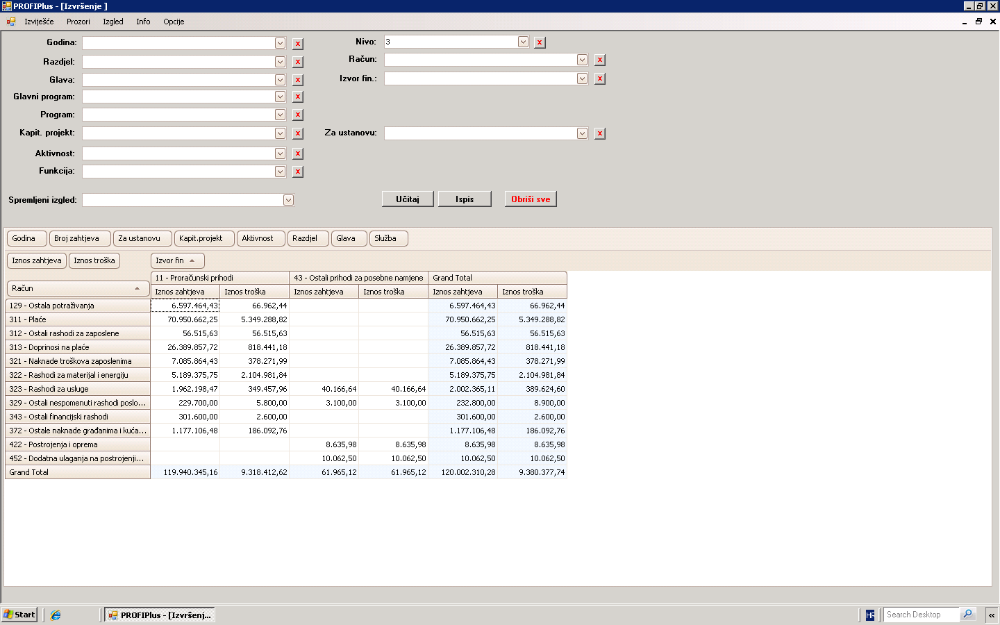 PROFIPlus - [Izvršenje ]
Izviješće Prozori Izgled Info Opcije
Godina: x Nivo: 3 x
Razdjel: x Račun: x
Glava: x Izvor fin.: x
Glavni program: x
Program: x
Kapit. projekt: x Za ustanovu: x
Aktivnost: x
Funkcija: x
Spremljeni izgled: Učitaj Ispis Obriši sve
Godina Broj zahtjeva Za ustanovu Kapit.projekt Aktivnost Razdjel Glava Služba
Iznos zahtjeva Iznos troška Izvor fin
11 - Proračunski prihodi 43 - Ostali prihodi za posebne namjene Grand Total
Račun Iznos zahtjeva Iznos troška Iznos zahtjeva Iznos troška Iznos zahtjeva Iznos troška
129 - Ostala potraživanja 6.597.464,43 66.962,44 6.597.464,43 66.962,44
311 - Plaće 70.950.662,25 5.349.288,82 70.950.662,25 5.349.288,82
312 - Ostali rashodi za zaposlene 56.515,63 56.515,63 56.515,63 56.515,63
313 - Doprinosi na plaće 26.389.857,72 818.441,18 26.389.857,72 818.441,18
321 - Naknade troškova zaposlenima 7.085.864,43 378.271,99 7.085.864,43 378.271,99
322 - Rashodi za materijal i energiju 5.189.375,75 2.104.981,84 5.189.375,75 2.104.981,84
323 - Rashodi za usluge 1.962.198,47 349.457,96 40.166,64 40.166,64 2.002.365,11 389.624,60
329 - Ostali nespomenuti rashodi poslo... 229.700,00 5.800,00 3.100,00 3.100,00 232.800,00 8.900,00
343 - Ostali financijski rashodi 301.600,00 2.600,00 301.600,00 2.600,00
372 - Ostale naknade građanima i kuća... 1.177.106,48 186.092,76 1.177.106,48 186.092,76
422 - Postrojenja i oprema 8.635,98 8.635,98 8.635,98 8.635,98
452 - Dodatna ulaganja na postrojenji... 10.062,50 10.062,50 10.062,50 10.062,50
Grand Total 119.940.345,16 9.318.412,62 61.965,12 61.965,12 120.002.310,28 9.380.377,74
Start PROFIPlus - [Izvršenj... HR Search Desktop «